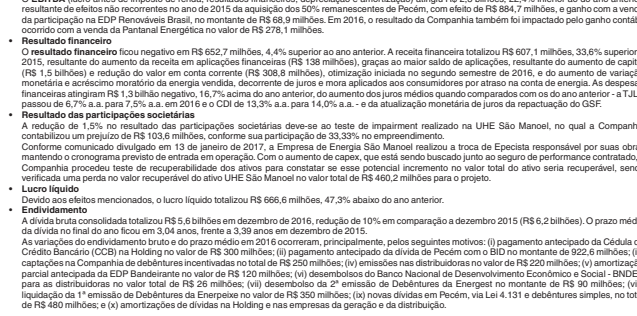 resultante de efeitos não recorrentes no ano de 2015 da aquisição dos 50% remanescentes de Pecém, com efeito de R$ 884,7 milhões, e ganho com a vend
da participação na EDP Renováveis Brasil, no montante de R$ 68,9 milhões. Em 2016, o resultado da Companhia também foi impactado pelo ganho contáb
ocorrido com a venda da Pantanal Energética no valor de R$ 278,1 milhões.
• Resultado financeiro
O resultado financeiro ficou negativo em R$ 652,7 milhões, 4,4% superior ao ano anterior. A receita financeira totalizou R$ 607,1 milhões, 33,6% superior
2015, resultante do aumento da receita em aplicações financeiras (R$ 138 milhões), graças ao maior saldo de aplicações, resultante do aumento de capit
(R$ 1,5 bilhões) e redução do valor em conta corrente (R$ 308,8 milhões), otimização iniciada no segundo semestre de 2016, e do aumento de variaçã
monetária e acréscimo moratório da energia vendida, decorrente de juros e mora aplicados aos consumidores por atraso na conta de energia. As despesa
financeiras atingiram R$ 1,3 bilhão negativo, 16,7% acima do ano anterior, do aumento dos juros médios quando comparados com os do ano anterior - a TJL
passou de 6,7% a.a. para 7,5% a.a. em 2016 e o CDI de 13,3% a.a. para 14,0% a.a. - e da atualização monetária de juros da repactuação do GSF.
• Resultado das participações societárias
A redução de 1,5% no resultado das participações societárias deve-se ao teste de impairment realizado na UHE São Manoel, no qual a Companh
contabilizou um prejuízo de R$ 103,6 milhões, conforme sua participação de 33,33% no empreendimento.
Conforme comunicado divulgado em 13 de janeiro de 2017, a Empresa de Energia São Manoel realizou a troca de Epecista responsável por suas obra
mantendo o cronograma previsto de entrada em operação. Com o aumento de capex, que está sendo buscado junto ao seguro de performance contratado,
Companhia procedeu teste de recuperabilidade dos ativos para constatar se esse potencial incremento no valor total do ativo seria recuperável, send
verificada uma perda no valor recuperável do ativo UHE São Manoel no valor total de R$ 460,2 milhões para o projeto.
• Lucro líquido
Devido aos efeitos mencionados, o lucro líquido totalizou R$ 666,6 milhões, 47,3% abaixo do ano anterior.
• Endividamento
A dívida bruta consolidada totalizou R$ 5,6 bilhões em dezembro de 2016, redução de 10% em comparação a dezembro 2015 (R$ 6,2 bilhões). O prazo méd
da dívida no final do ano ficou em 3,04 anos, frente a 3,39 anos em dezembro de 2015.
As variações do endividamento bruto e do prazo médio em 2016 ocorreram, principalmente, pelos seguintes motivos: (i) pagamento antecipado da Cédula d
Crédito Bancário (CCB) na Holding no valor de R$ 300 milhões; (ii) pagamento antecipado da dívida de Pecém com o BID no montante de 922,6 milhões; (i
captações na Companhia de debêntures incentivadas no total de R$ 250 milhões; (iv) emissões nas distribuidoras no valor de R$ 220 milhões; (v) amortizaçã
parcial antecipada da EDP Bandeirante no valor de R$ 120 milhões; (vi) desembolsos do Banco Nacional de Desenvolvimento Econômico e Social - BNDE
para as distribuidoras no valor total de R$ 26 milhões; (vii) desembolso da 2ª emissão de Debêntures da Energest no montante de R$ 90 milhões; (vi
liquidação da 1ª emissão de Debêntures da Enerpeixe no valor de R$ 350 milhões; (ix) novas dívidas em Pecém, via Lei 4.131 e debêntures simples, no tot
de R$ 480 milhões; e (x) amortizações de dívidas na Holding e nas empresas da geração e da distribuição.